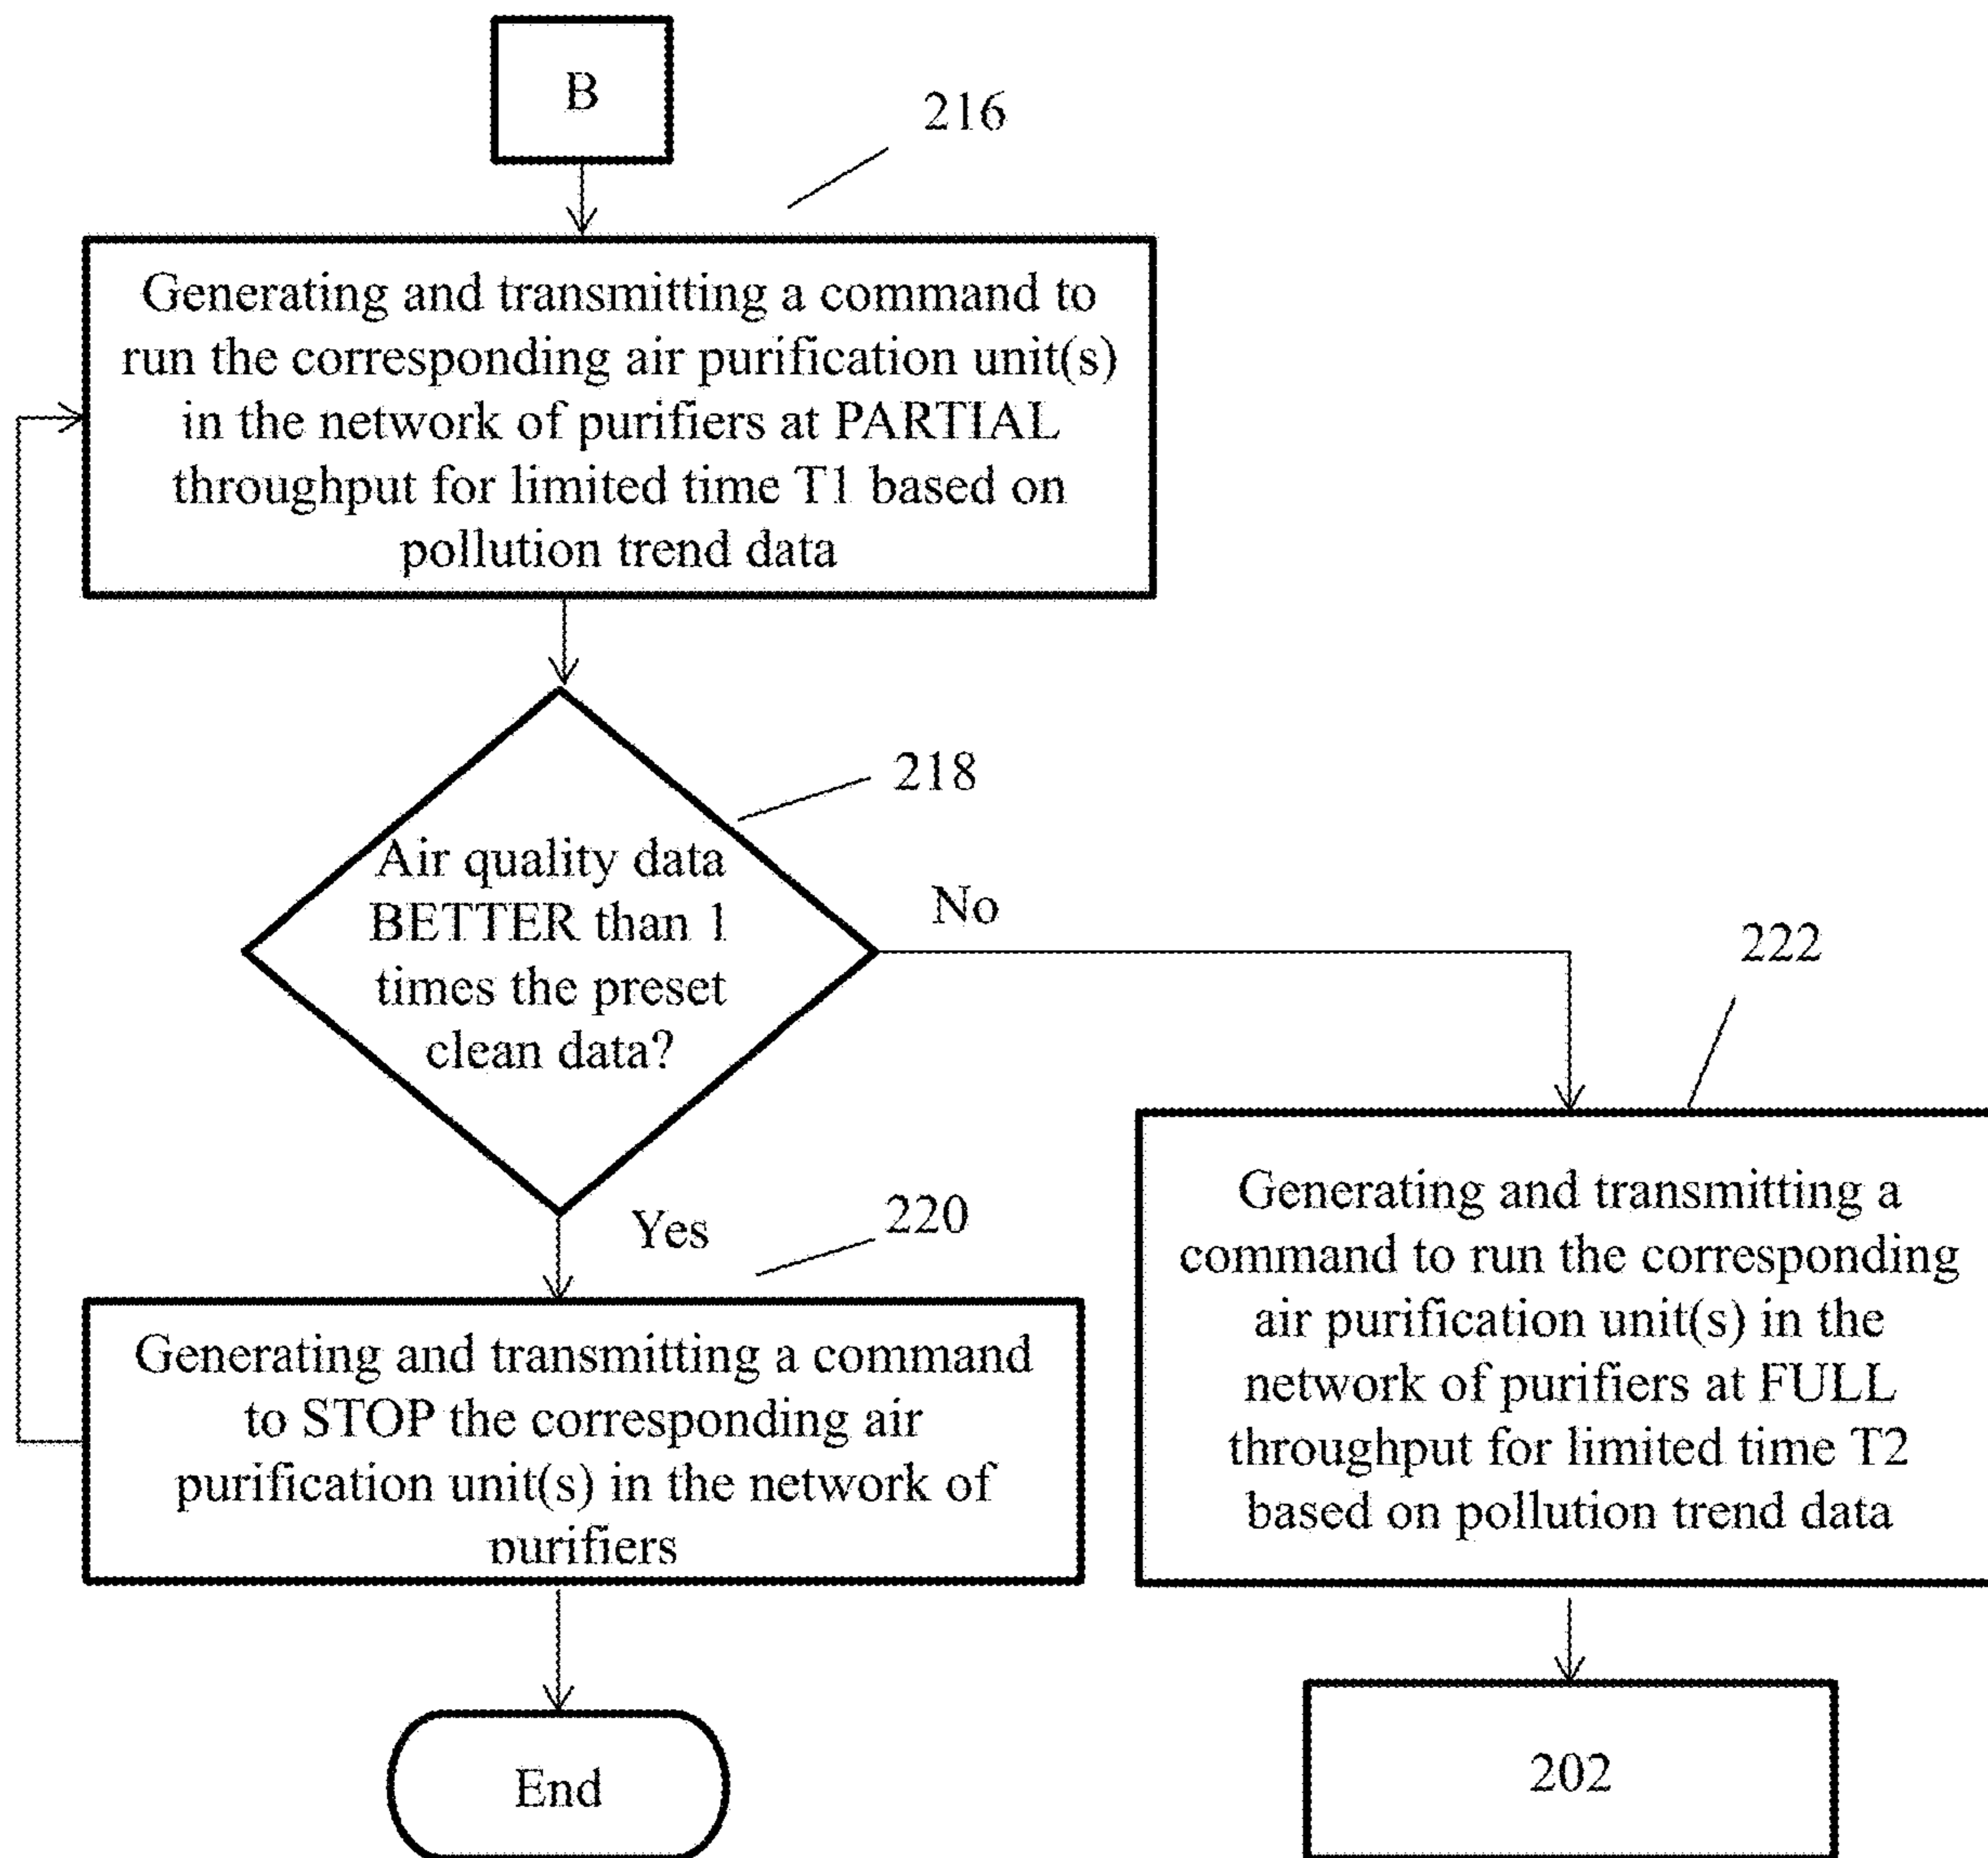 B
216
Generating and transmitting a command to
run the corresponding air purification unit(s)
in the network of purifiers at PARTIAL
throughput for limited time T1 based on
pollution trend data
218
Air quality data
BETTER than 1
times the preset
clean data?
No
222
Yes
220
Generating and transmitting a command
to STOP the corresponding air
purification unit(s) in the network of
purifiers
Generating and transmitting a
command to run the corresponding
air purification unit(s) in the
network of purifiers at FULL
throughput for limited time T2
based on pollution trend data
End
202